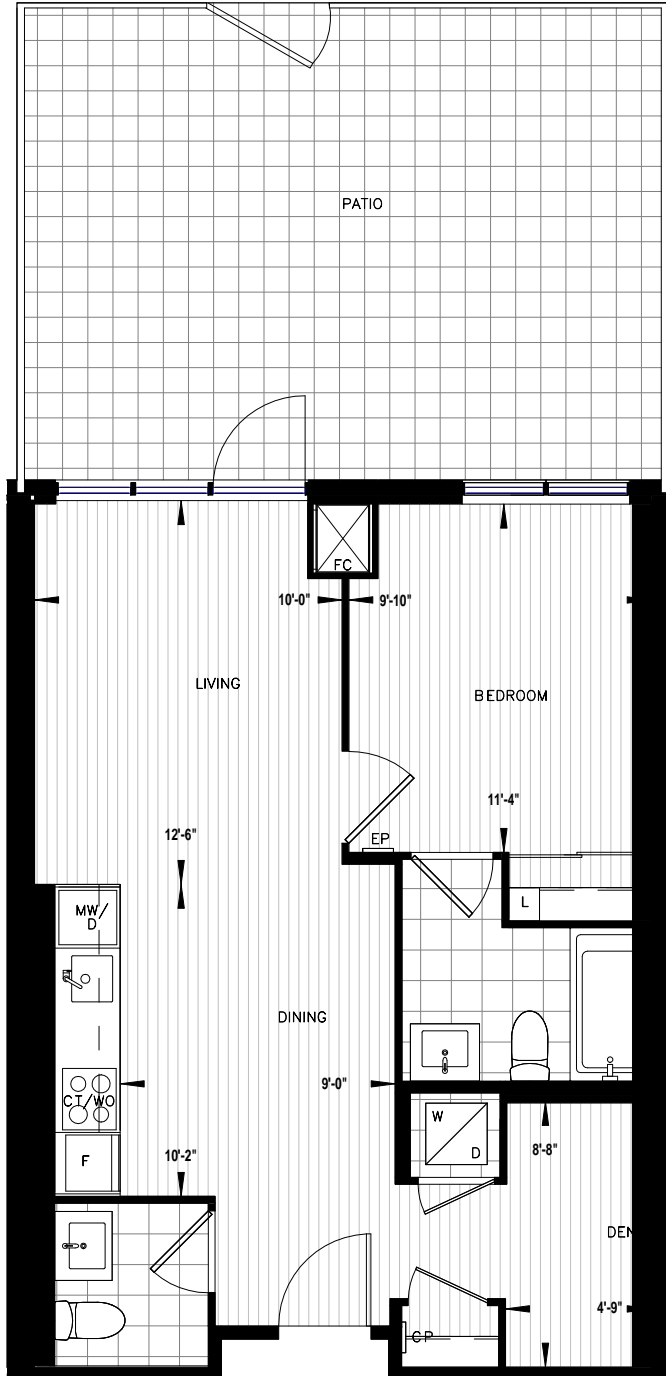 PATIO
FC
10'-0"
9'-10"
LIVING
BEDROOM
11'-4"
12'-6"
EP
MW/
D
L
DINING
9'-0"
CT/WO
W
D
F
10'-2"
8'-8"
DEN
4'-9"
CP